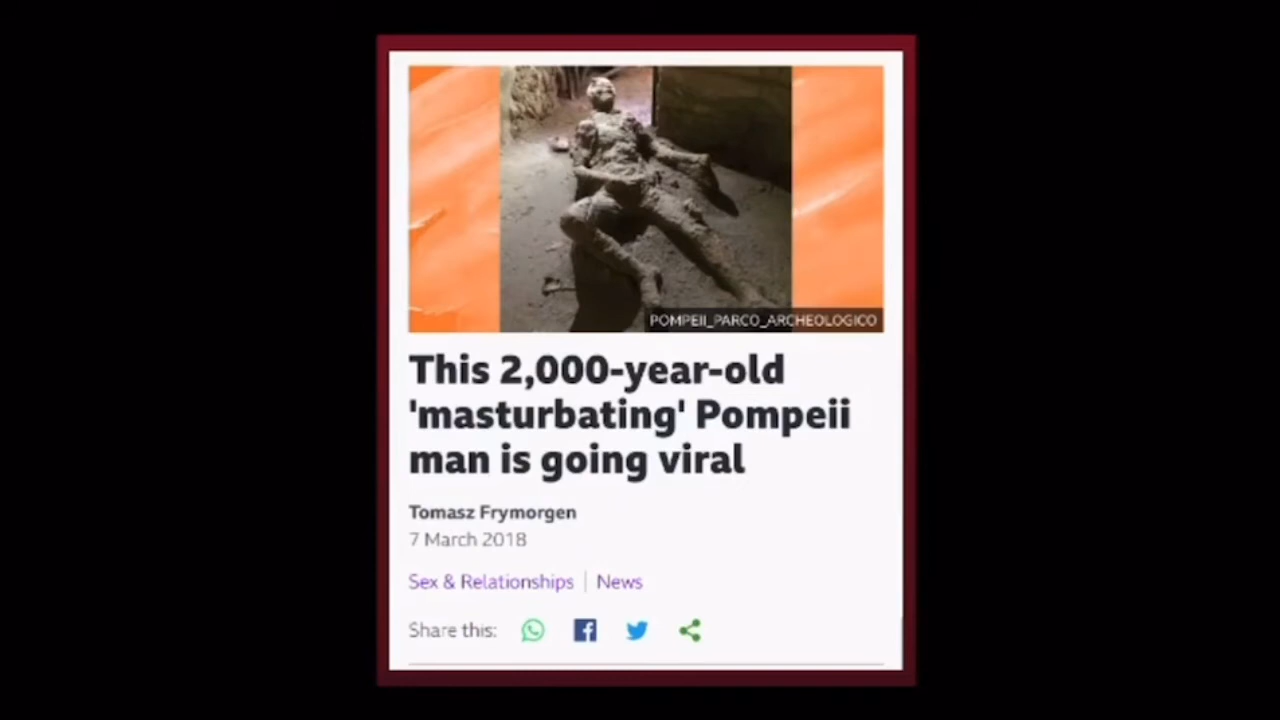 POMPEII_PARCO_ARCHEOLOGICO
This 2,000-year-old
'masturbating' Pompeii
man is going viral
Tomasz Frymorgen
7 March 2018
Sex & Relationships | News
Share this: